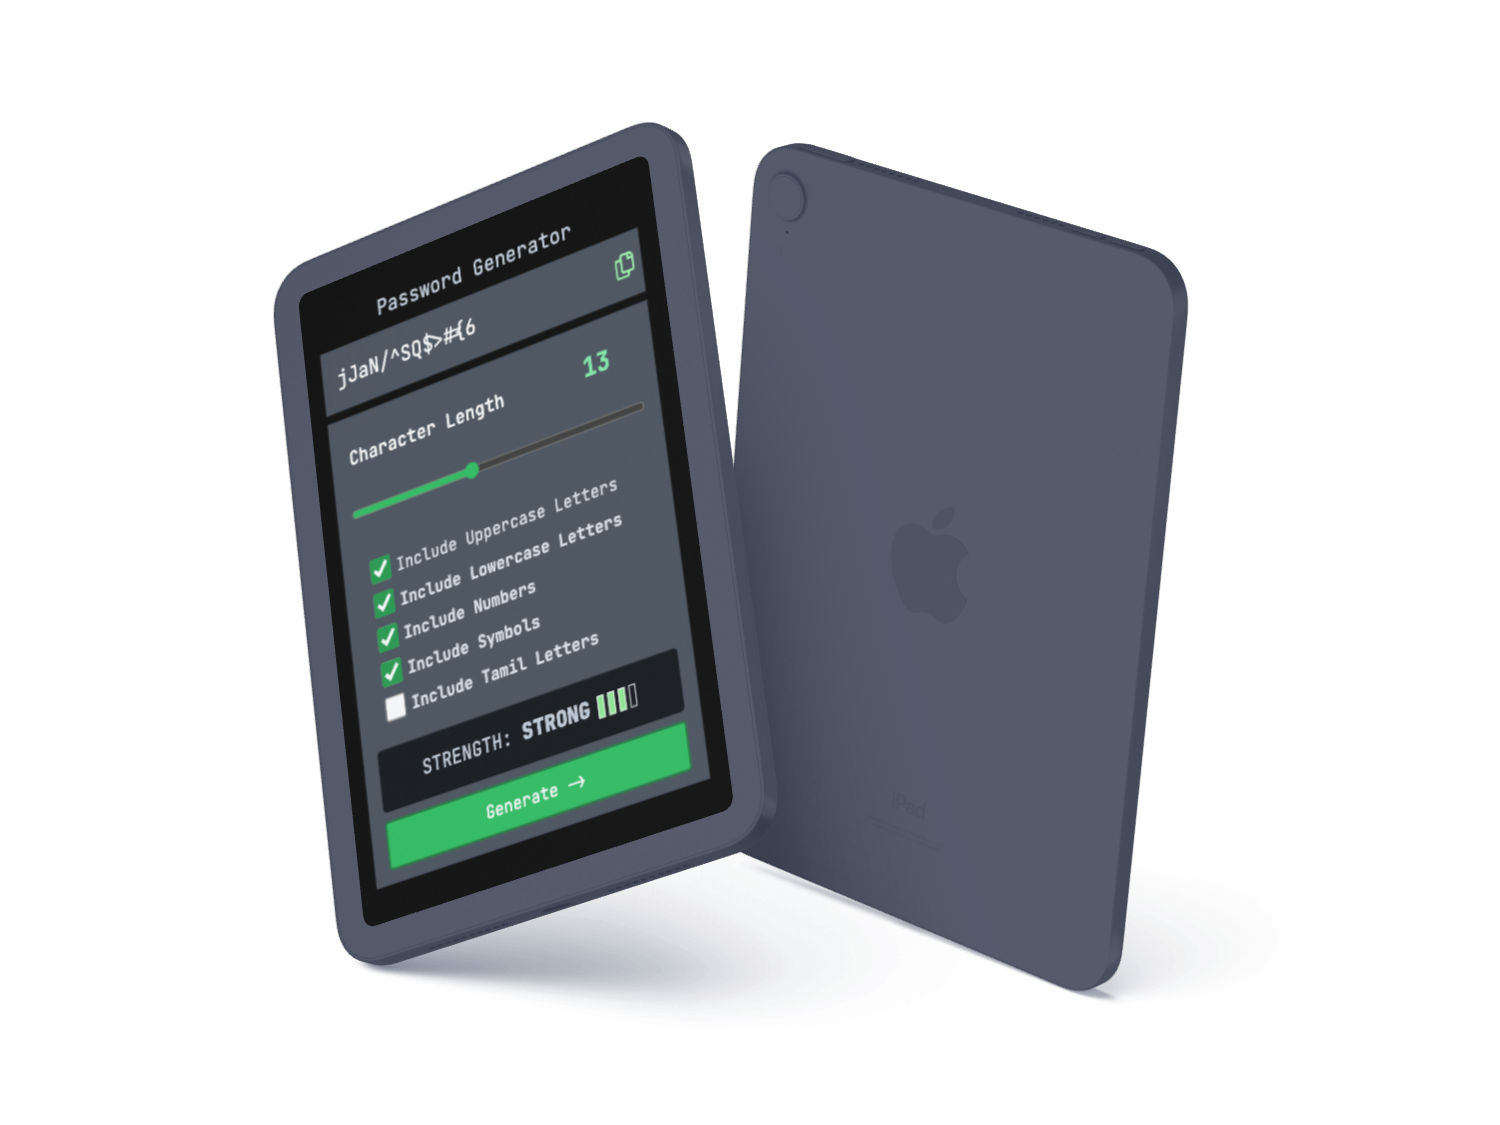 Password Generator
jJaN/^SQ$>#{6
Character Length 13
Include Uppercase Letters
Include Lowercase Letters
Include Numbers
Include Symbols
Include Tamil Letters
STRENGTH: STRONG
Generate →
iPad